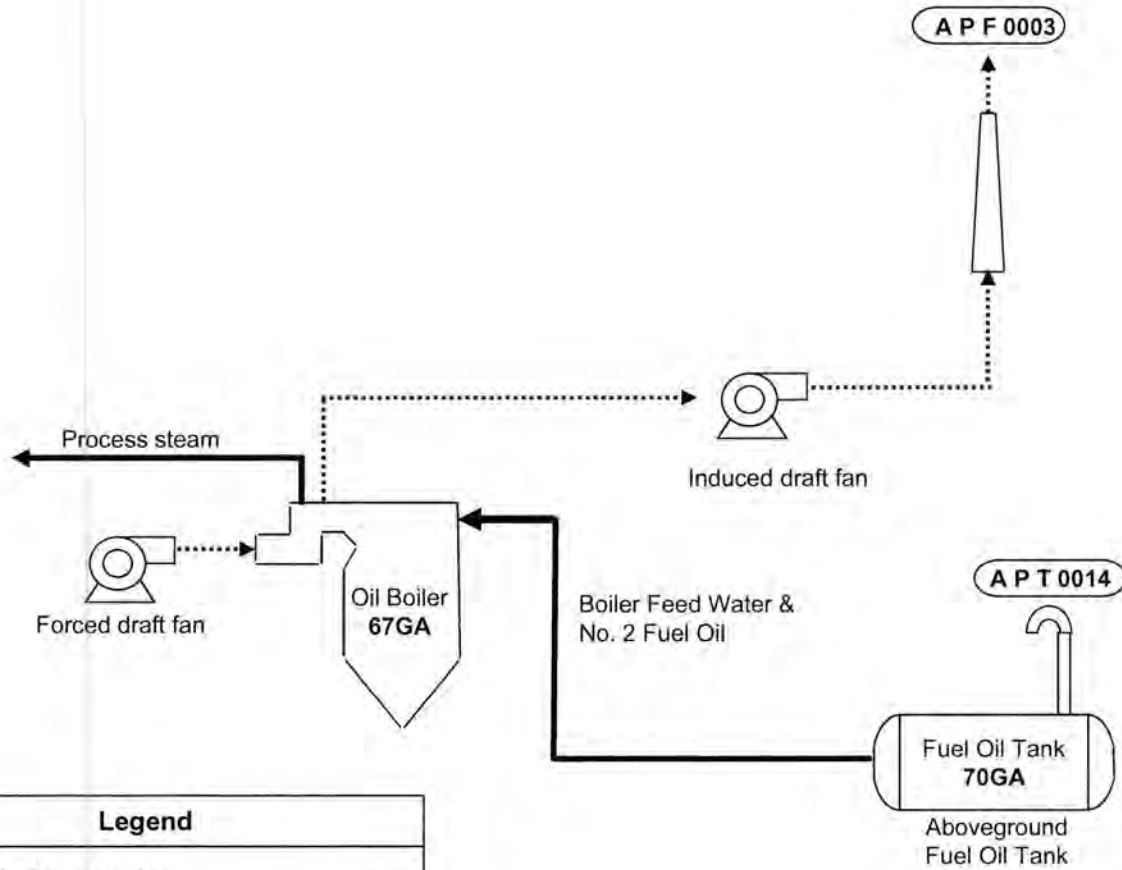 A P F 0003
Process steam
Induced draft fan
Forced draft fan
Oil Boiler
67GA
Boiler Feed Water &
No. 2 Fuel Oil
A P T 0014
Fuel Oil Tank
70GA
Aboveground
Fuel Oil Tank
Legend